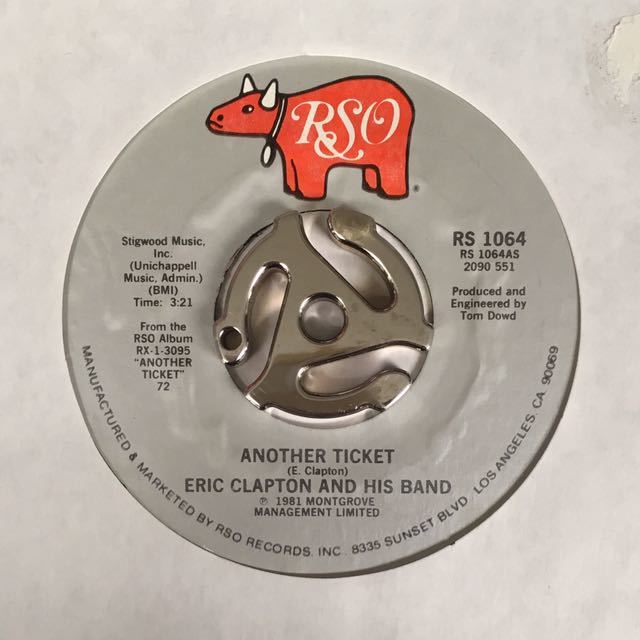 RSO
®
Stigwood Music,
Inc.
(Unichappell
Music, Admin.)
(BMI)
Time: 3:21
From the
RSO Album
RX-1-3095
"ANOTHER
TICKET"
72
RS 1064
RS 1064AS
2090 551
Produced and
Engineered by
Tom Dowd
ANOTHER TICKET
(E. Clapton)
ERIC CLAPTON AND HIS BAND
℗ 1981 MONTGROVE
MANAGEMENT LIMITED
MANUFACTURED & MARKETED BY RSO RECORDS, INC. 8335 SUNSET BLVD LOS ANGELES, CA. 90069